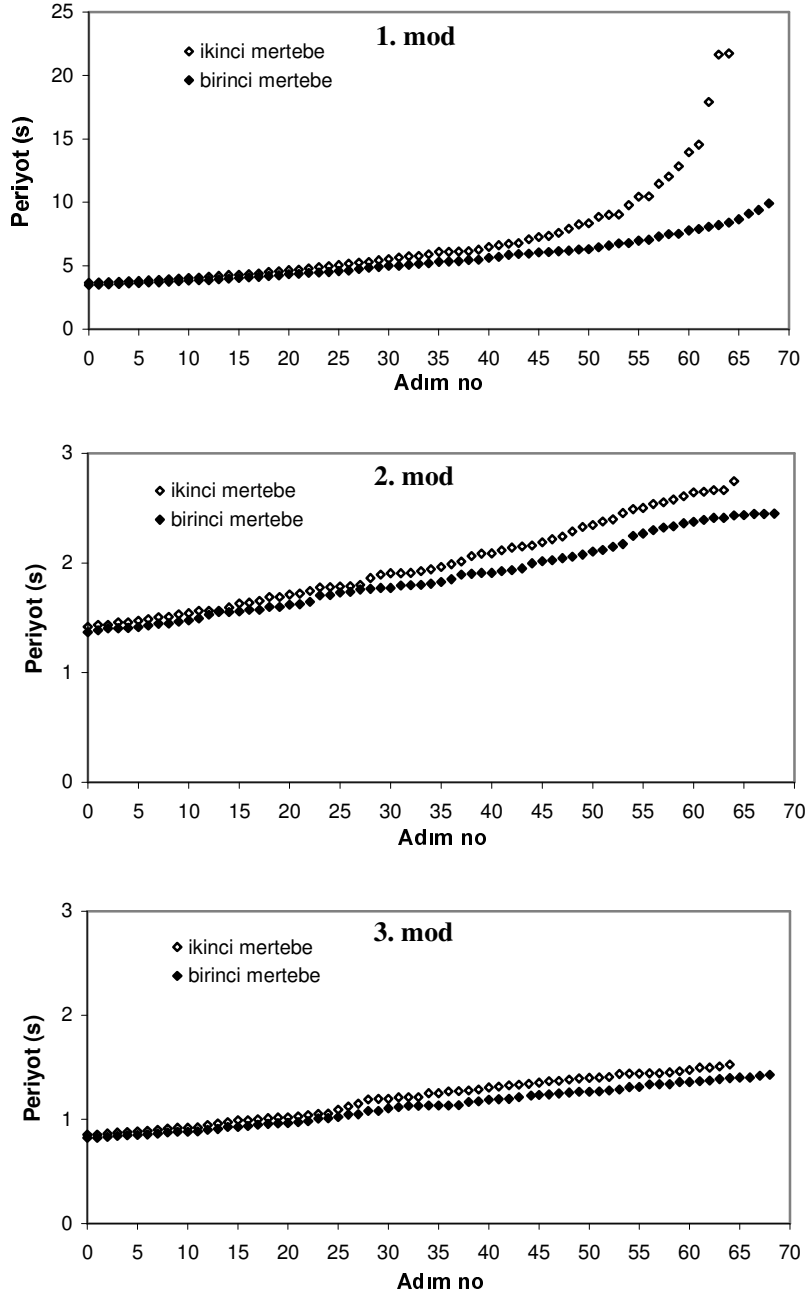 1. mod
ikinci mertebe
birinci mertebe
Periyot (s)
25
20
15
10
5
0
0 5 10 15 20 25 30 35 40 45 50 55 60 65 70
Adım no
2. mod
ikinci mertebe
birinci mertebe
Periyot (s)
3
2
1
0
0 5 10 15 20 25 30 35 40 45 50 55 60 65 70
Adım no
3. mod
ikinci mertebe
birinci mertebe
Periyot (s)
3
2
1
0
0 5 10 15 20 25 30 35 40 45 50 55 60 65 70
Adım no